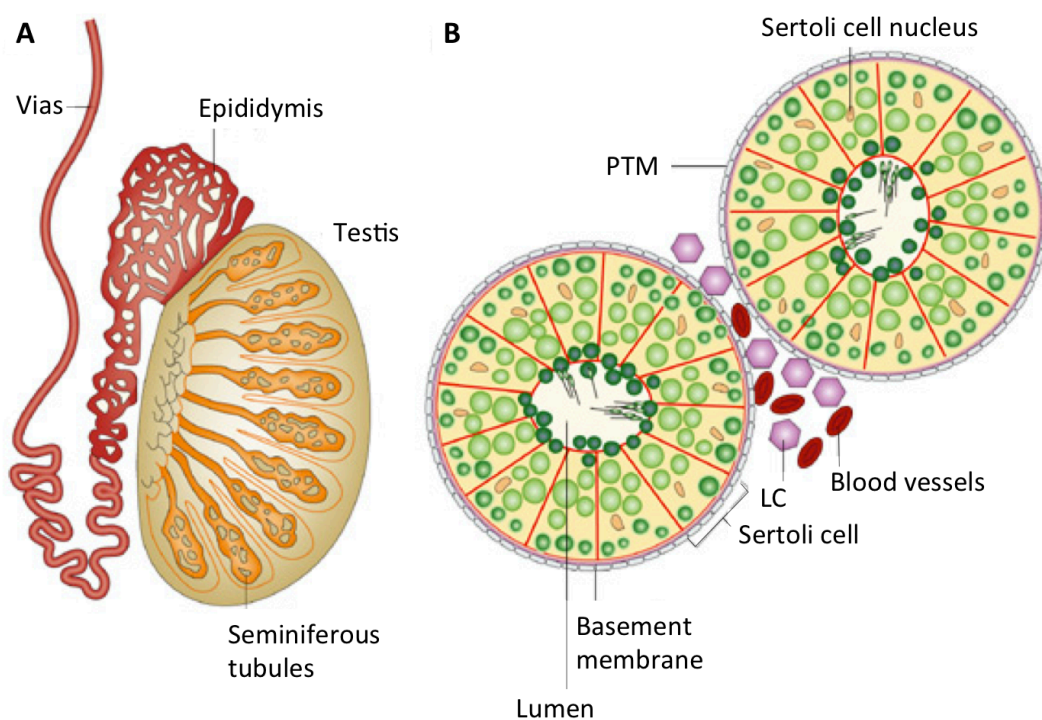 A
Vias
Epididymis
Testis
Seminiferous
tubules
B
Sertoli cell nucleus
PTM
LC
Blood vessels
Sertoli cell
Basement
membrane
Lumen